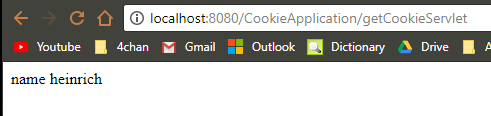 localhost:8080/CookieApplication/getCookieServlet
Youtube 4chan Gmail Outlook Dictionary Drive A
name heinrich